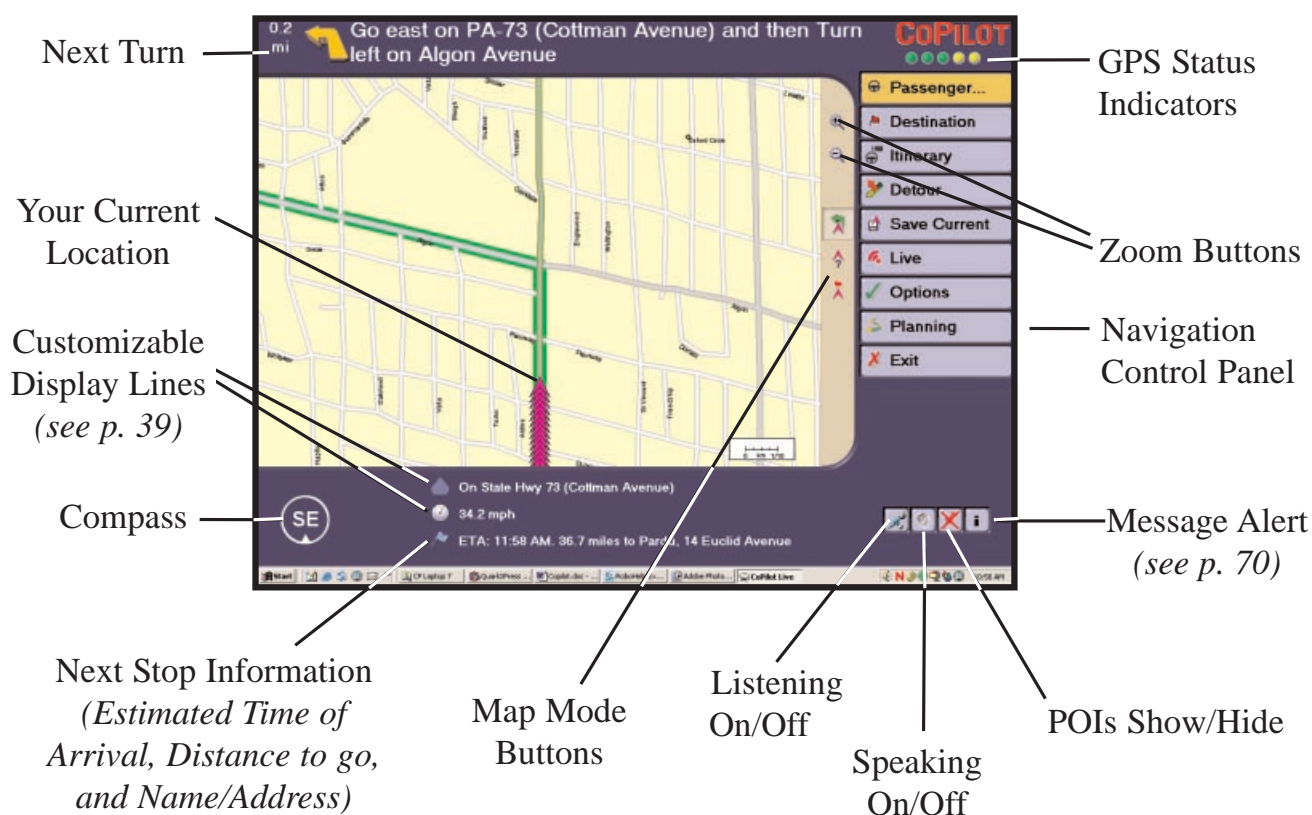 0.2
mi
Go east on PA-73 (Cottman Avenue) and then Turn
left on Algon Avenue
COPILOT
Next Turn
GPS Status
Indicators
Passenger...
Destination
Itinerary
Detour
Save Current
Live
Options
Planning
Exit
Your Current
Location
Zoom Buttons
Customizable
Display Lines
(see p. 39)
Navigation
Control Panel
Oxford Circle
Algon
Algon
On State Hwy 73 (Cottman Avenue)
34.2 mph
ETA: 11:58 AM. 36.7 miles to Pardu, 14 Euclid Avenue
Compass
SE
Message Alert
(see p. 70)
Start
CoPilot Live
Next Stop Information
(Estimated Time of
Arrival, Distance to go,
and Name/Address)
Map Mode
Buttons
Listening
On/Off
Speaking
On/Off
POIs Show/Hide